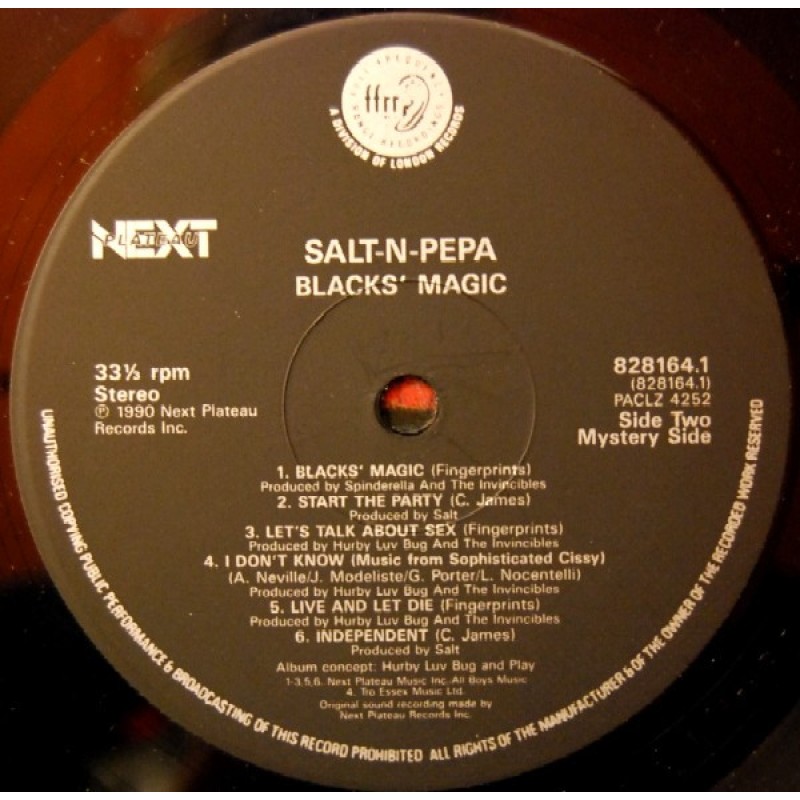 FULL FREQUENCY
ffrr
RANGE RECORDINGS
A DIVISION OF LONDON RECORDS
NEXT
PLATEAU
SALT-N-PEPA
BLACKS' MAGIC
33⅓ rpm
Stereo
℗ 1990 Next Plateau
Records Inc.
828164.1
(828164.1)
PACLZ 4252
Side Two
Mystery Side
1. BLACKS' MAGIC (Fingerprints)
Produced by Spinderella And The Invincibles
2. START THE PARTY (C. James)
Produced by Salt
3. LET'S TALK ABOUT SEX (Fingerprints)
Produced by Hurby Luv Bug And The Invincibles
4. I DON'T KNOW (Music from Sophisticated Cissy)
(A. Neville/J. Modeliste/G. Porter/L. Nocentelli)
Produced by Hurby Luv Bug And The Invincibles
5. LIVE AND LET DIE (Fingerprints)
Produced by Hurby Luv Bug And The Invincibles
6. INDEPENDENT (C. James)
Produced by Salt
Album concept: Hurby Luv Bug and Play
1-3,5,6. Next Plateau Music Inc. All Boys Music
4. Tro Essex Music Ltd.
Original sound recording made by
Next Plateau Records Inc.
UNAUTHORISED COPYING PUBLIC PERFORMANCE & BROADCASTING OF THIS RECORD PROHIBITED ALL RIGHTS OF THE MANUFACTURER & OF THE OWNER OF THE RECORDED WORK RESERVED